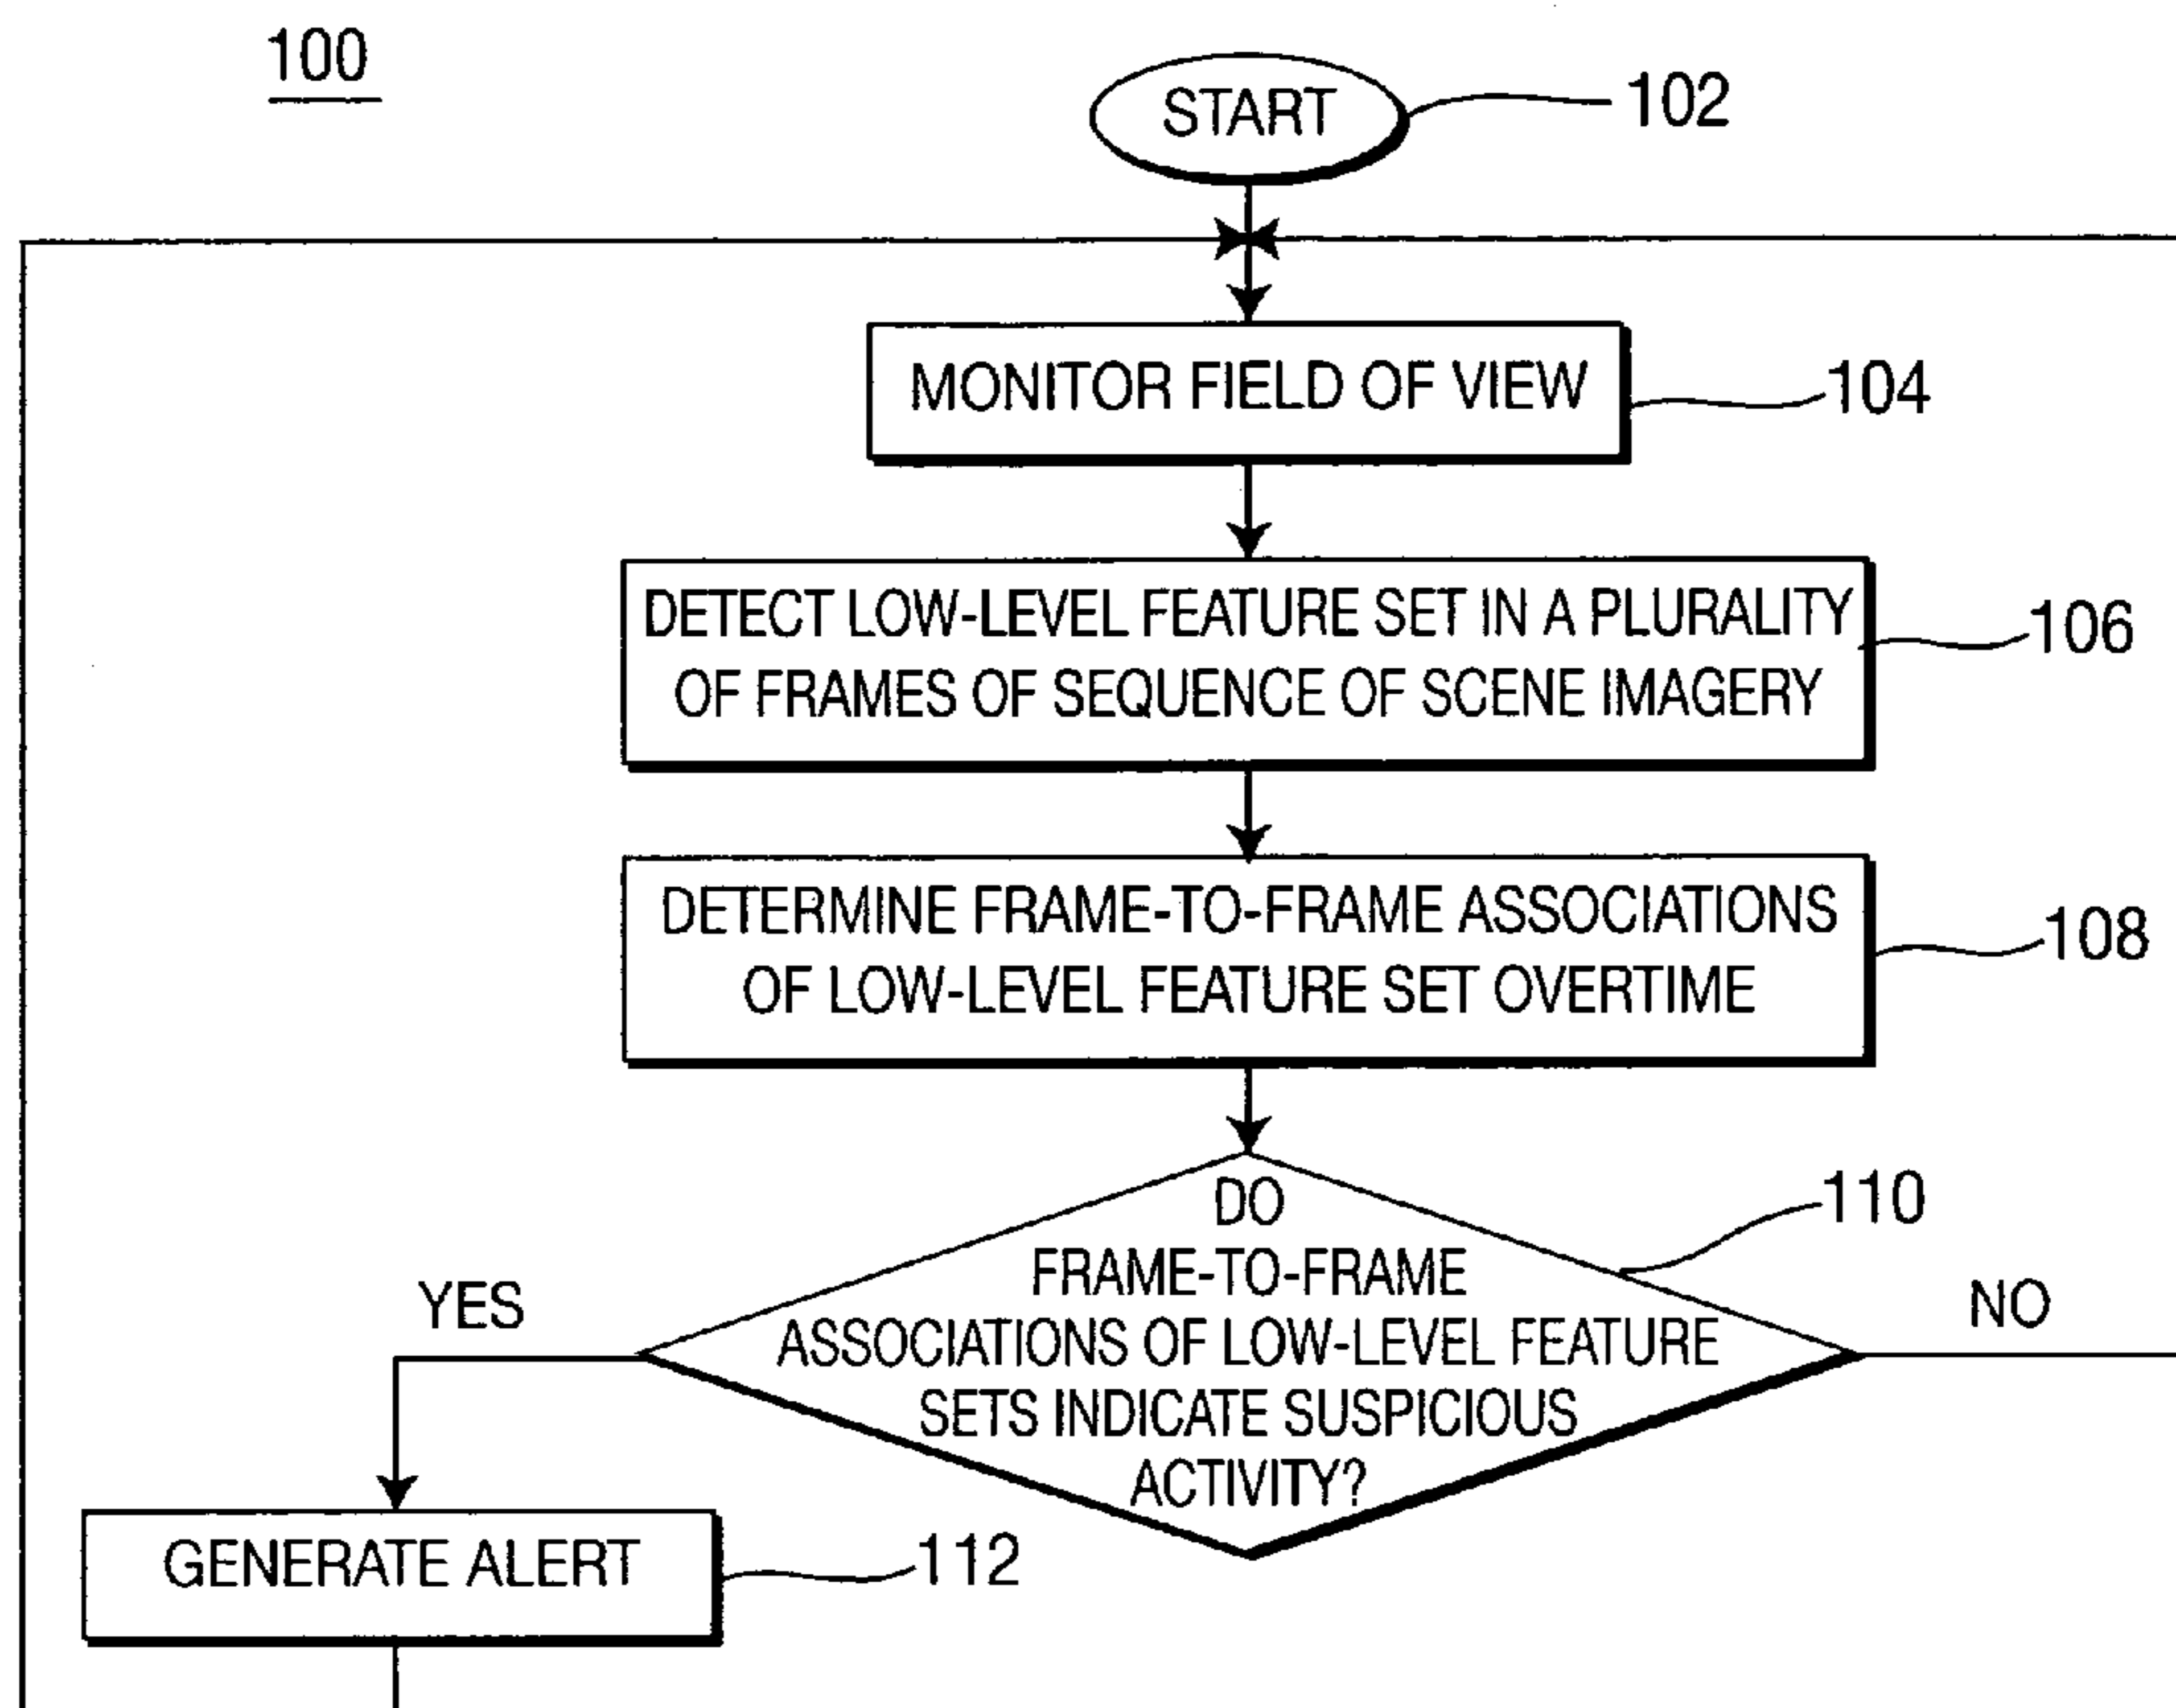 100
START
102
MONITOR FIELD OF VIEW
104
DETECT LOW-LEVEL FEATURE SET IN A PLURALITY
OF FRAMES OF SEQUENCE OF SCENE IMAGERY
106
DETERMINE FRAME-TO-FRAME ASSOCIATIONS
OF LOW-LEVEL FEATURE SET OVERTIME
108
DO
FRAME-TO-FRAME
ASSOCIATIONS OF LOW-LEVEL FEATURE
SETS INDICATE SUSPICIOUS
ACTIVITY?
110
YES
NO
GENERATE ALERT
112